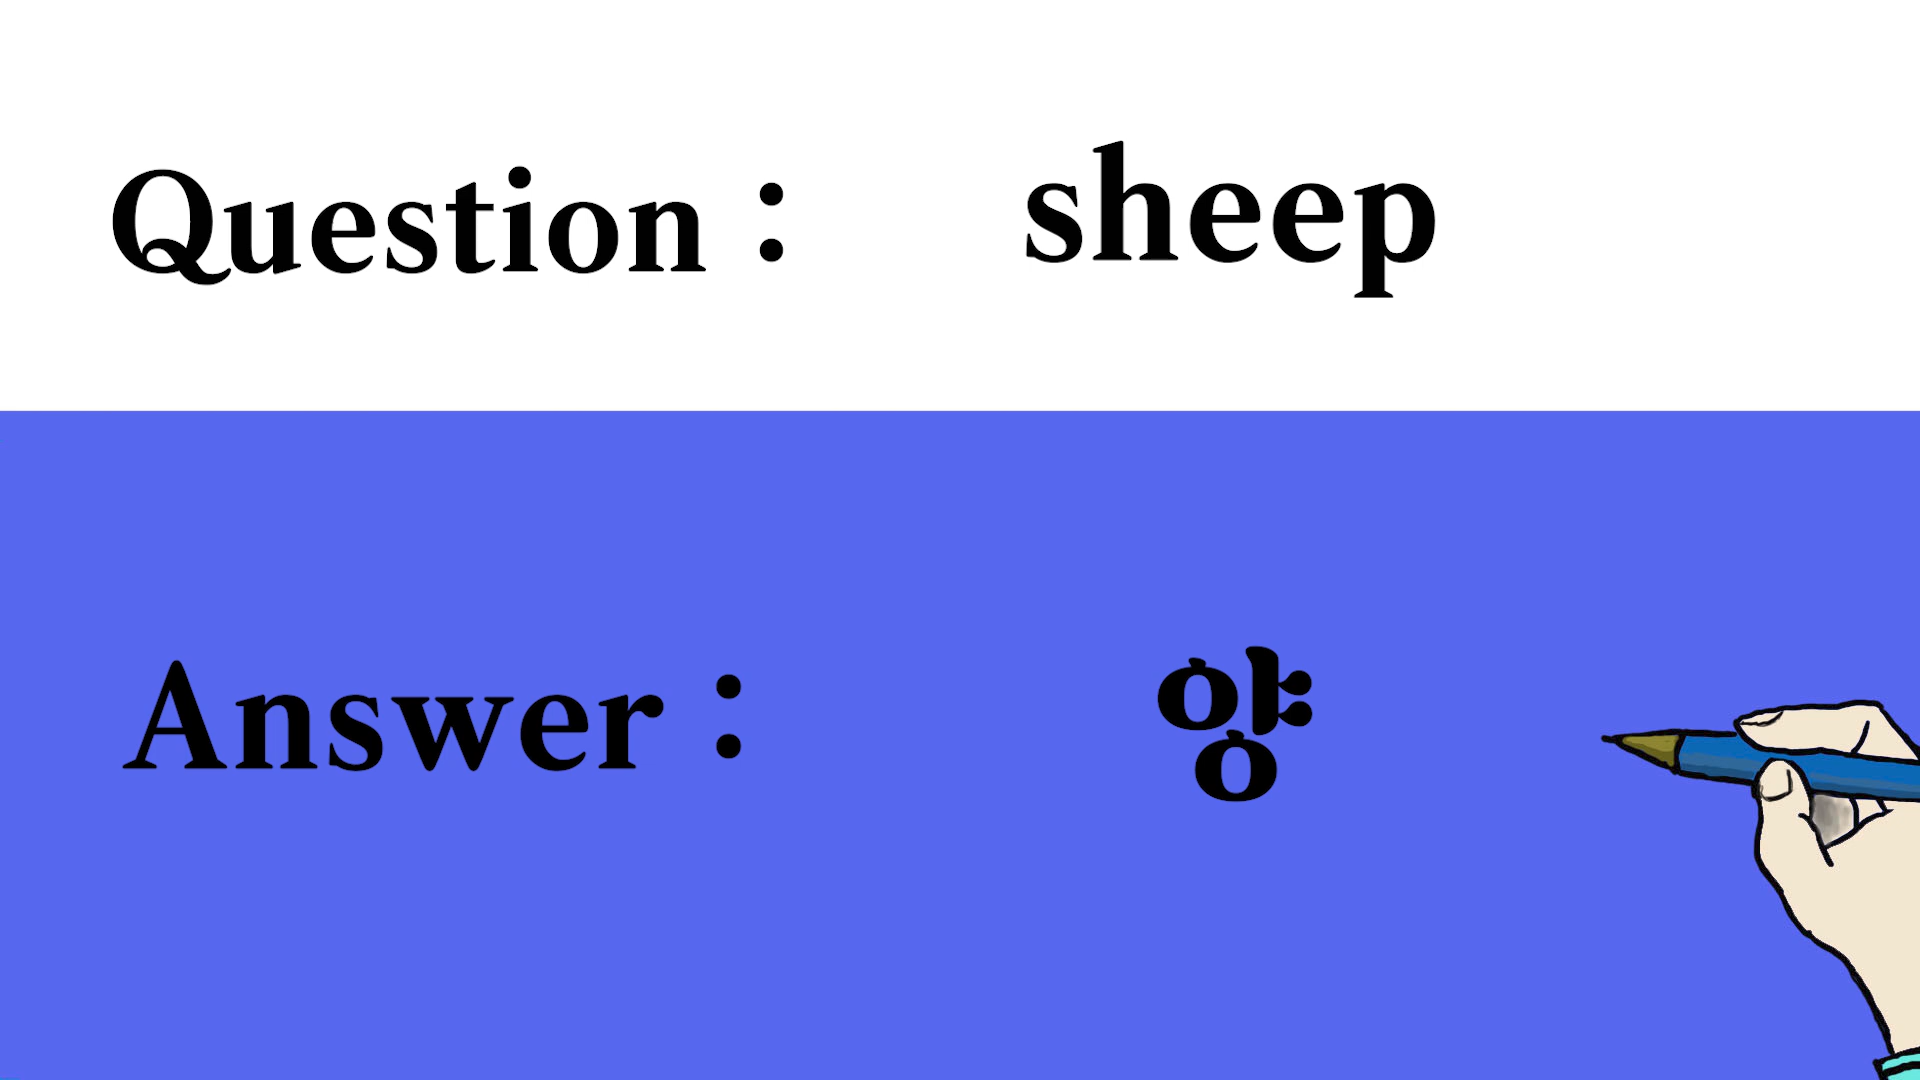 Question : sheep
Answer : 양